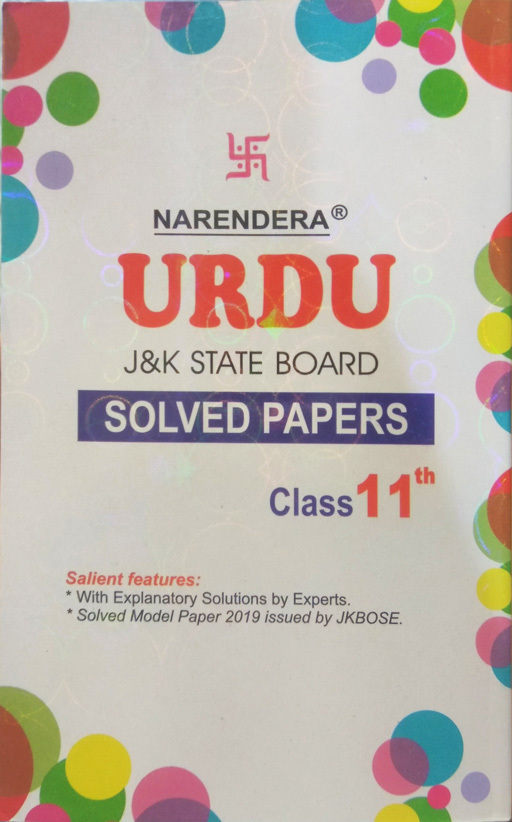 NARENDERA®
URDU
J&K STATE BOARD
SOLVED PAPERS
Class 11th
Salient features:
* With Explanatory Solutions by Experts.
* Solved Model Paper 2019 issued by JKBOSE.